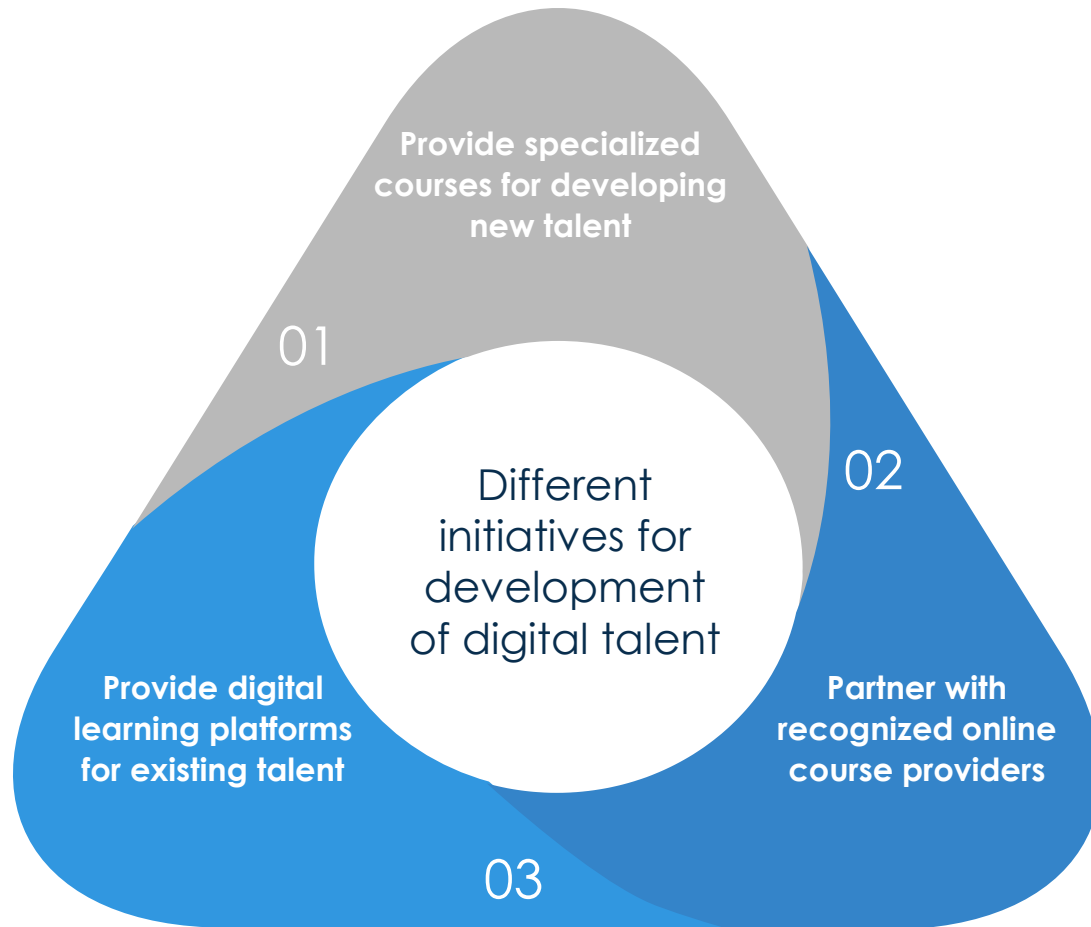 Provide specialized
courses for developing
new talent
01
02
Different
initiatives for
development
of digital talent
Provide digital
learning platforms
for existing talent
Partner with
recognized online
course providers
03